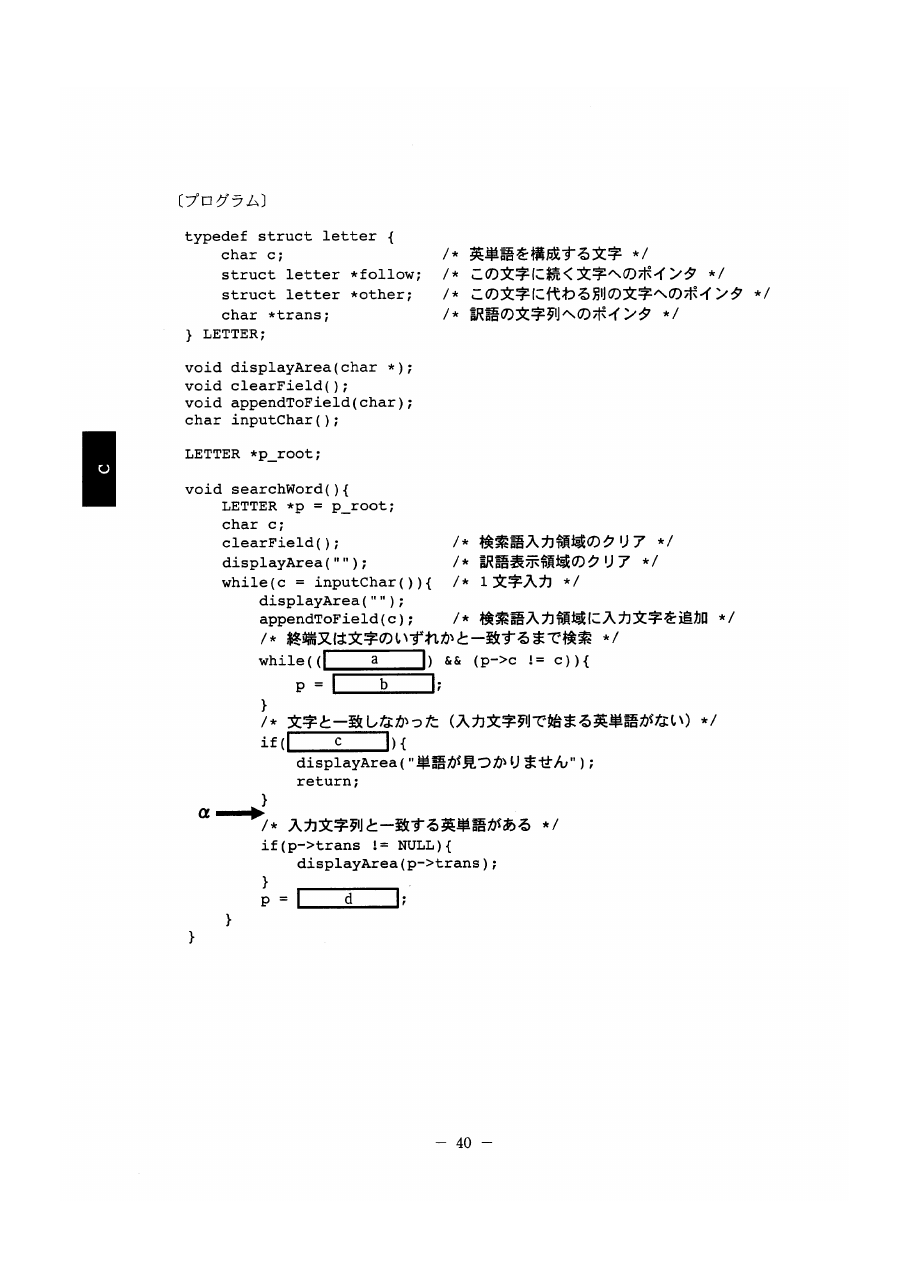 〔プログラム〕
typedef struct letter {
char c; /* 英単語を構成する文字 */
struct letter *follow; /* この文字に続く文字へのポインタ */
struct letter *other; /* この文字に代わる別の文字へのポインタ */
char *trans; /* 訳語の文字列へのポインタ */
} LETTER;
void displayArea(char *);
void clearField();
void appendToField(char);
char inputChar();
C
LETTER *p_root;
void searchWord(){
LETTER *p = p_root;
char c;
clearField(); /* 検索語入力領域のクリア */
displayArea(""); /* 訳語表示領域のクリア */
while(c = inputChar()){ /* 1文字入力 */
displayArea("");
appendToField(c); /* 検索語入力領域に入力文字を追加 */
/* 終端又は文字のいずれかと一致するまで検索 */
while(( a ) && (p->c != c)){
p = b ;
}
/* 文字と一致しなかった（入力文字列で始まる英単語がない）*/
if( c ){
displayArea("単語が見つかりません");
return;
}
α
/* 入力文字列と一致する英単語がある */
if(p->trans != NULL){
displayArea(p->trans);
}
p = d ;
}
}
− 40 −